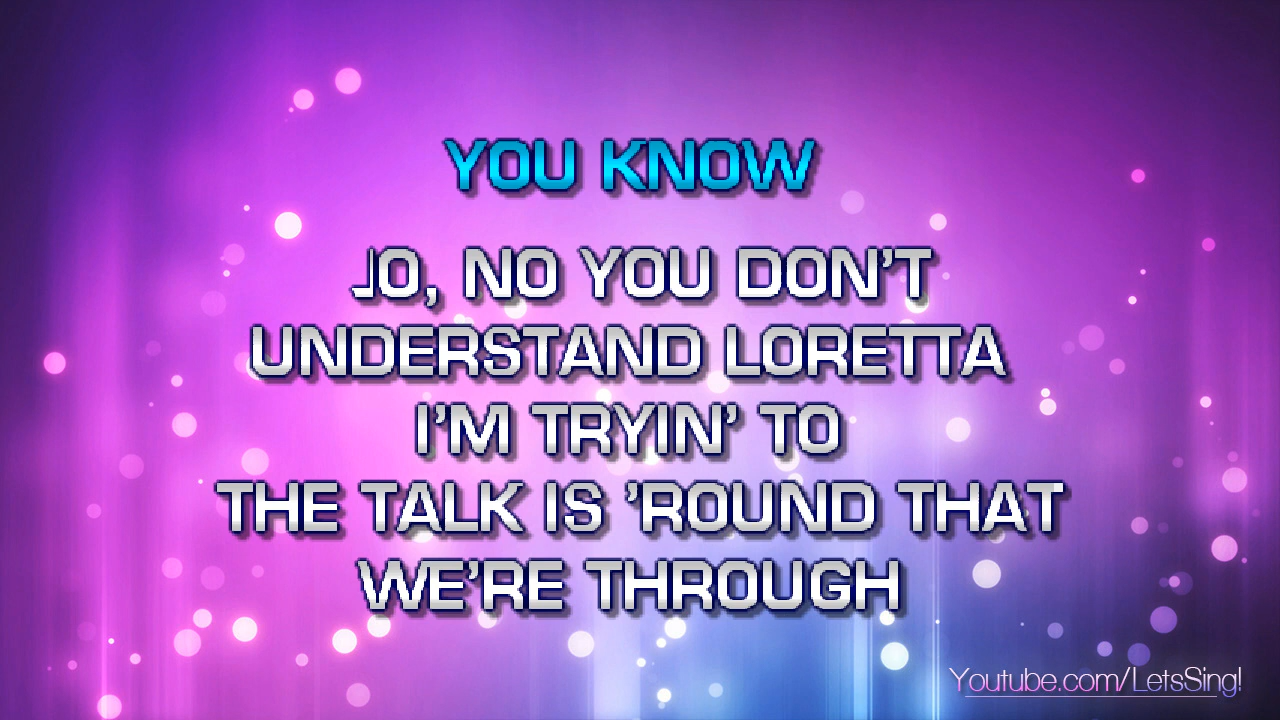 YOU KNOW
JO, NO YOU DON'T
UNDERSTAND LORETTA
I'M TRYIN' TO
THE TALK IS 'ROUND THAT
WE'RE THROUGH
Youtube.com/LetsSing!